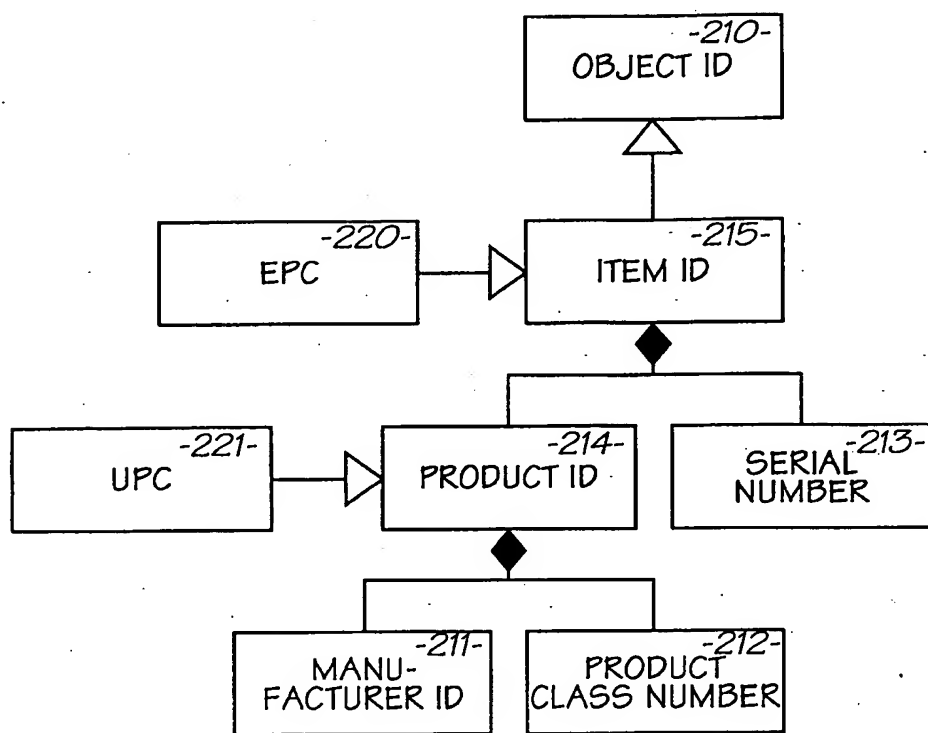 -210-
OBJECT ID
-220-
EPC
-215-
ITEM ID
-221-
UPC
-214-
PRODUCT ID
-213-
SERIAL
NUMBER
-211-
MANU-
FACTURER ID
-212-
PRODUCT
CLASS NUMBER